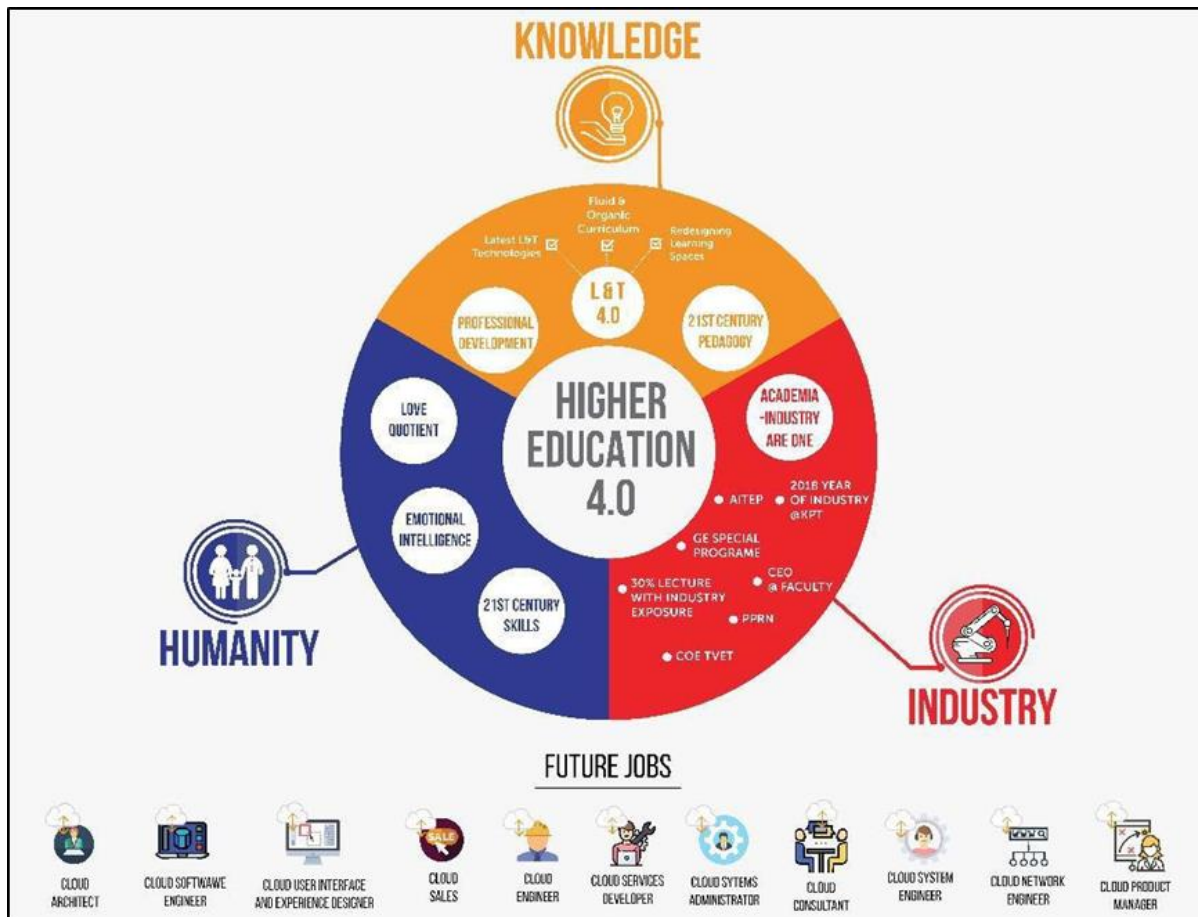 KNOWLEDGE
Fluid &
Organic
Curriculum
Latest L&T
Technologies
Redesigning
Learning
Spaces
L & T
4.0
PROFESSIONAL
DEVELOPMENT
21ST CENTURY
PEDAGOGY
LOVE
QUOTIENT
HIGHER
EDUCATION
4.0
ACADEMIA
-INDUSTRY
ARE ONE
EMOTIONAL
INTELLIGENCE
AITEP
2018 YEAR
OF INDUSTRY
@KPT
GE SPECIAL
PROGRAME
CEO
@ FACULTY
30% LECTURE
WITH INDUSTRY
EXPOSURE
PPRN
COE TVET
21ST CENTURY
SKILLS
HUMANITY
INDUSTRY
FUTURE JOBS
SALE
WWW
CLOUD
ARCHITECT
CLOUD SOFTWAWE
ENGINEER
CLOUD USER INTERFACE
AND EXPERIENCE DESIGNER
CLOUD
SALES
CLOUD
ENGINEER
CLOUD SERVICES
DEVELOPER
CLOUD SYTEMS
ADMINISTRATOR
CLOUD
CONSULTANT
CLOUD SYSTEM
ENGINEER
CLOUD NETWORK
ENGINEER
CLOUD PRODUCT
MANAGER